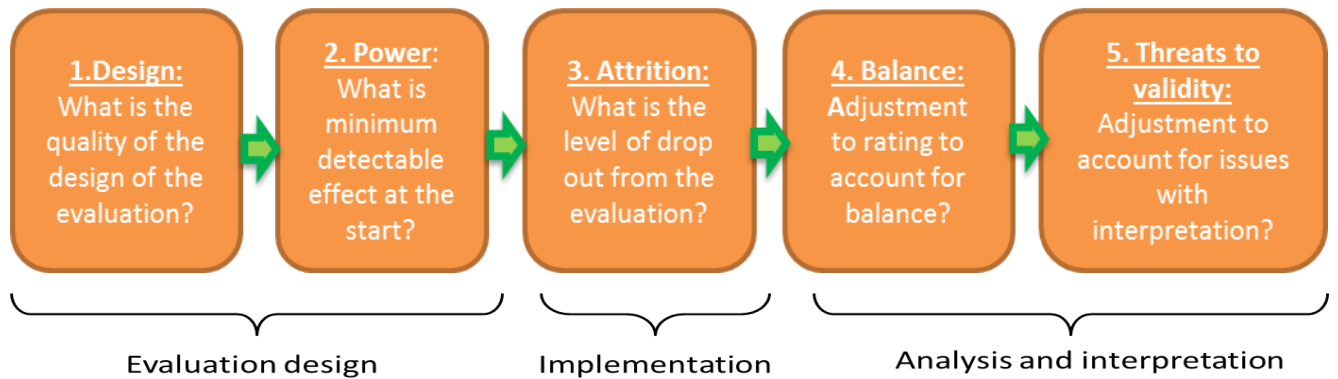 1.Design:
What is the
quality of the
design of the
evaluation?
2. Power:
What is
minimum
detectable
effect at the
start?
3. Attrition:
What is the
level of drop
out from the
evaluation?
4. Balance:
Adjustment
to rating to
account for
balance?
5. Threats to
validity:
Adjustment to
account for issues
with
interpretation?
Evaluation design
Implementation
Analysis and interpretation